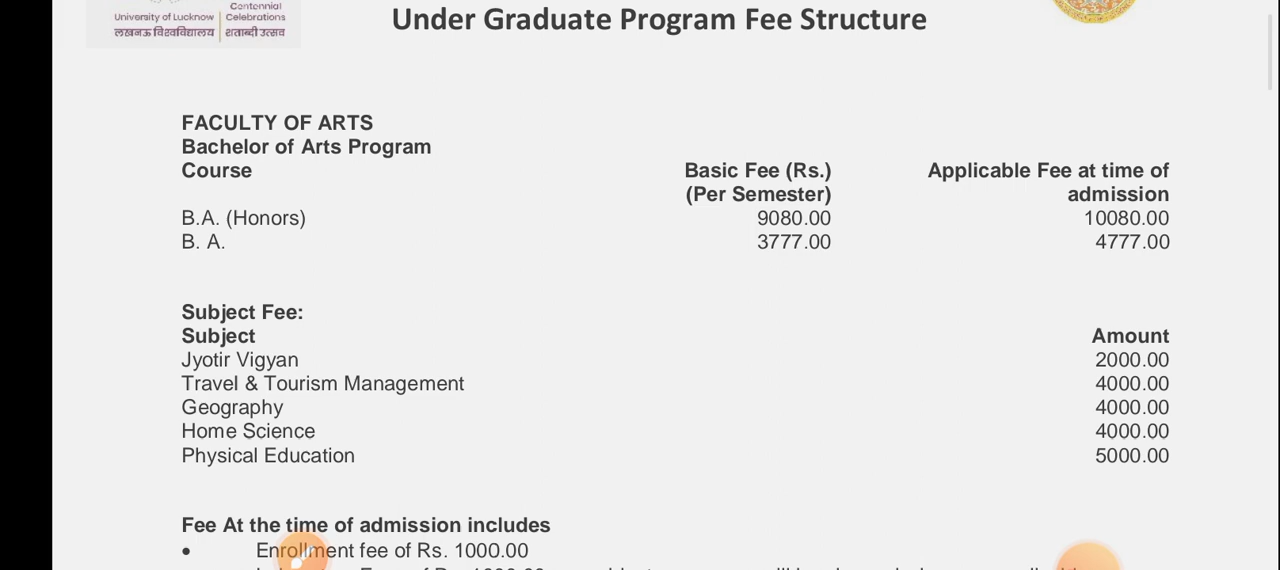 Centennial
University of Lucknow Celebrations
लखनऊ विश्वविद्यालय शताब्दी उत्सव
Under Graduate Program Fee Structure
FACULTY OF ARTS
Bachelor of Arts Program
Course Basic Fee (Rs.) Applicable Fee at time of
(Per Semester) admission
B.A. (Honors) 9080.00 10080.00
B. A. 3777.00 4777.00
Subject Fee:
Subject Amount
Jyotir Vigyan 2000.00
Travel & Tourism Management 4000.00
Geography 4000.00
Home Science 4000.00
Physical Education 5000.00
Fee At the time of admission includes
• Enrollment fee of Rs. 1000.00